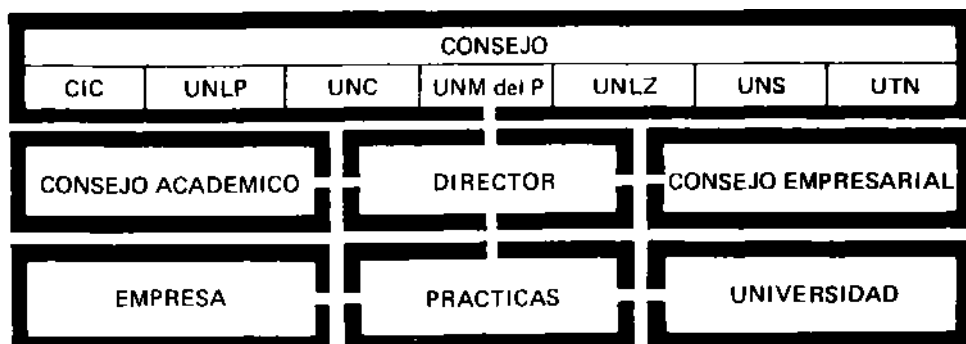 CONSEJO
CIC UNLP UNC UNM del P UNLZ UNS UTN
CONSEJO ACADEMICO DIRECTOR CONSEJO EMPRESARIAL
EMPRESA PRACTICAS UNIVERSIDAD